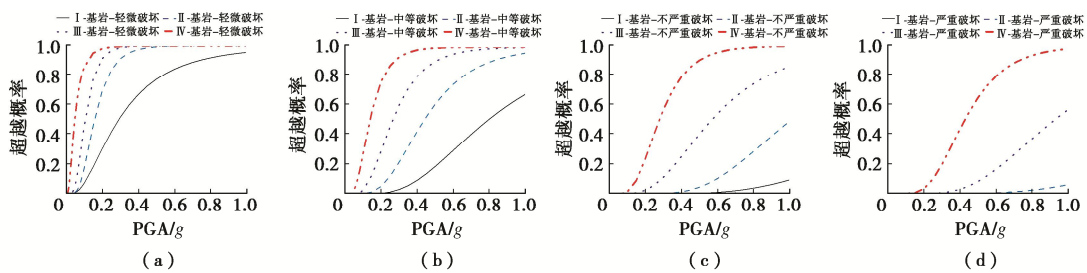 Ⅰ-基岩-轻微破坏 Ⅱ-基岩-轻微破坏
Ⅲ-基岩-轻微破坏 Ⅳ-基岩-轻微破坏
1.0
0.8
0.6
0.4
0.2
0 0.2 0.4 0.6 0.8 1.0
超越概率
PGA/g
(a)
Ⅰ-基岩-中等破坏 Ⅱ-基岩-中等破坏
Ⅲ-基岩-中等破坏 Ⅳ-基岩-中等破坏
1.0
0.8
0.6
0.4
0.2
0 0.2 0.4 0.6 0.8 1.0
超越概率
PGA/g
(b)
Ⅰ-基岩-不严重破坏 Ⅱ-基岩-不严重破坏
Ⅲ-基岩-不严重破坏 Ⅳ-基岩-不严重破坏
1.0
0.8
0.6
0.4
0.2
0 0.2 0.4 0.6 0.8 1.0
超越概率
PGA/g
(c)
Ⅰ-基岩-严重破坏 Ⅱ-基岩-严重破坏
Ⅲ-基岩-严重破坏 Ⅳ-基岩-严重破坏
1.0
0.8
0.6
0.4
0.2
0 0.2 0.4 0.6 0.8 1.0
超越概率
PGA/g
(d)